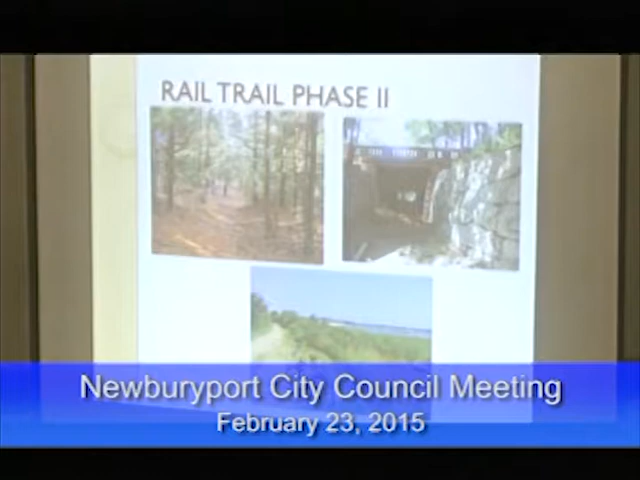 RAIL TRAIL PHASE II
Newburyport City Council Meeting
February 23, 2015